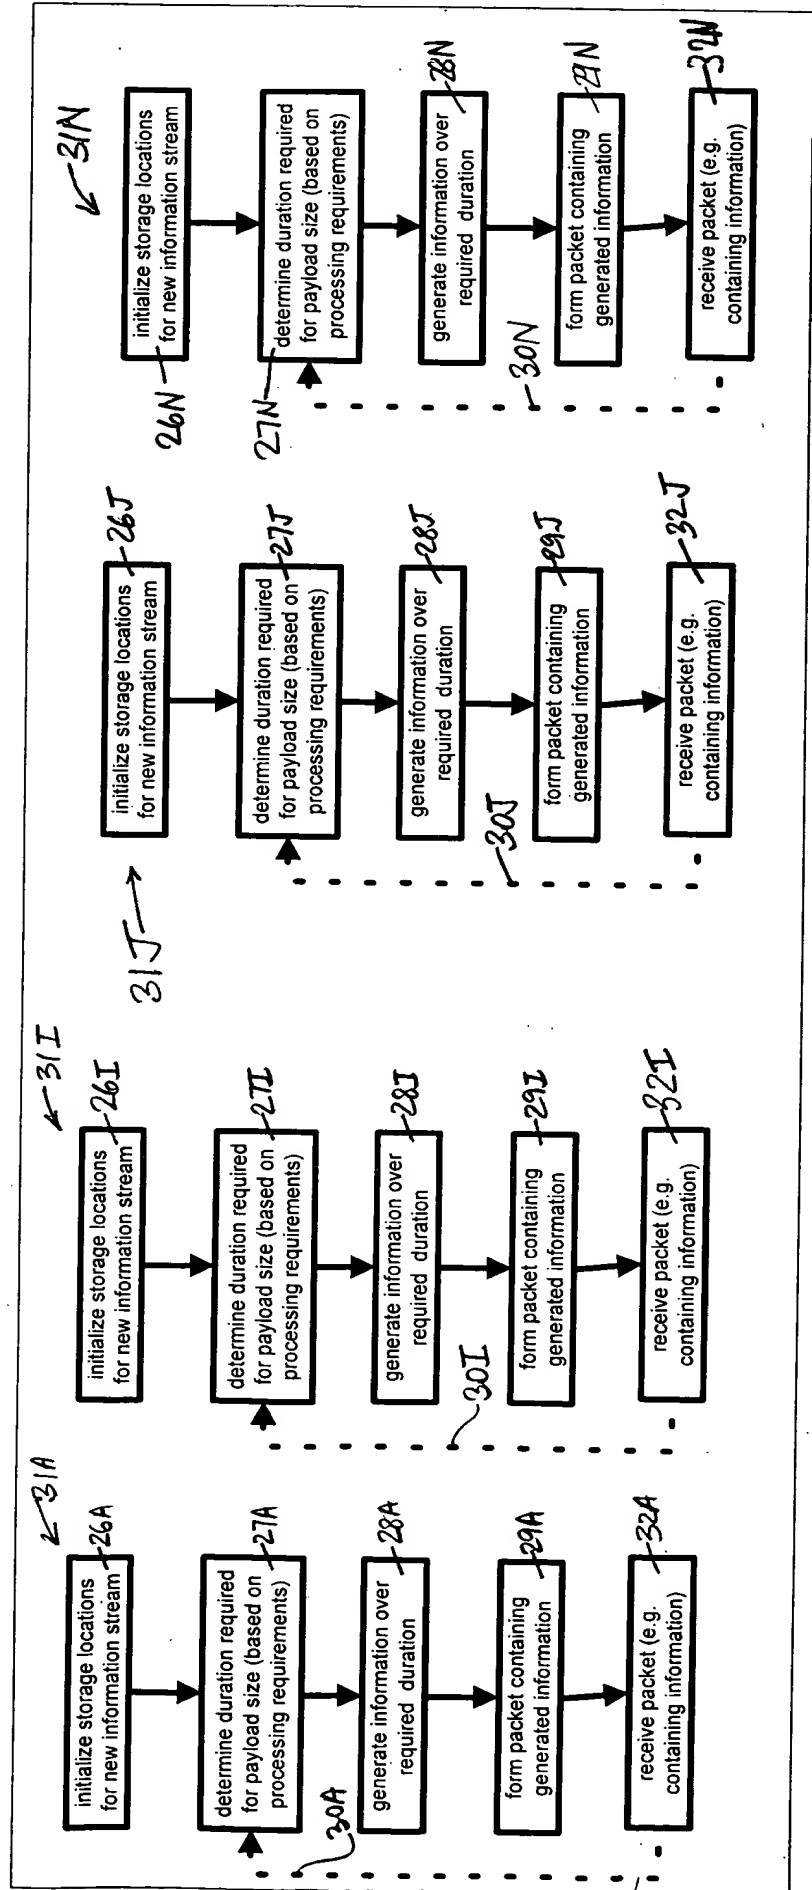 31A
26A
initialize storage locations
for new information stream
27A
determine duration required
for payload size (based on
processing requirements)
28A
generate information over
required duration
29A
form packet containing
generated information
32A
receive packet (e.g.
containing information)
30A
31I
26I
initialize storage locations
for new information stream
27I
determine duration required
for payload size (based on
processing requirements)
28I
generate information over
required duration
29I
form packet containing
generated information
32I
receive packet (e.g.
containing information)
30I
31J
26J
initialize storage locations
for new information stream
27J
determine duration required
for payload size (based on
processing requirements)
28J
generate information over
required duration
29J
form packet containing
generated information
32J
receive packet (e.g.
containing information)
30J
31N
26N
initialize storage locations
for new information stream
27N
determine duration required
for payload size (based on
processing requirements)
28N
generate information over
required duration
29N
form packet containing
generated information
32N
receive packet (e.g.
containing information)
30N